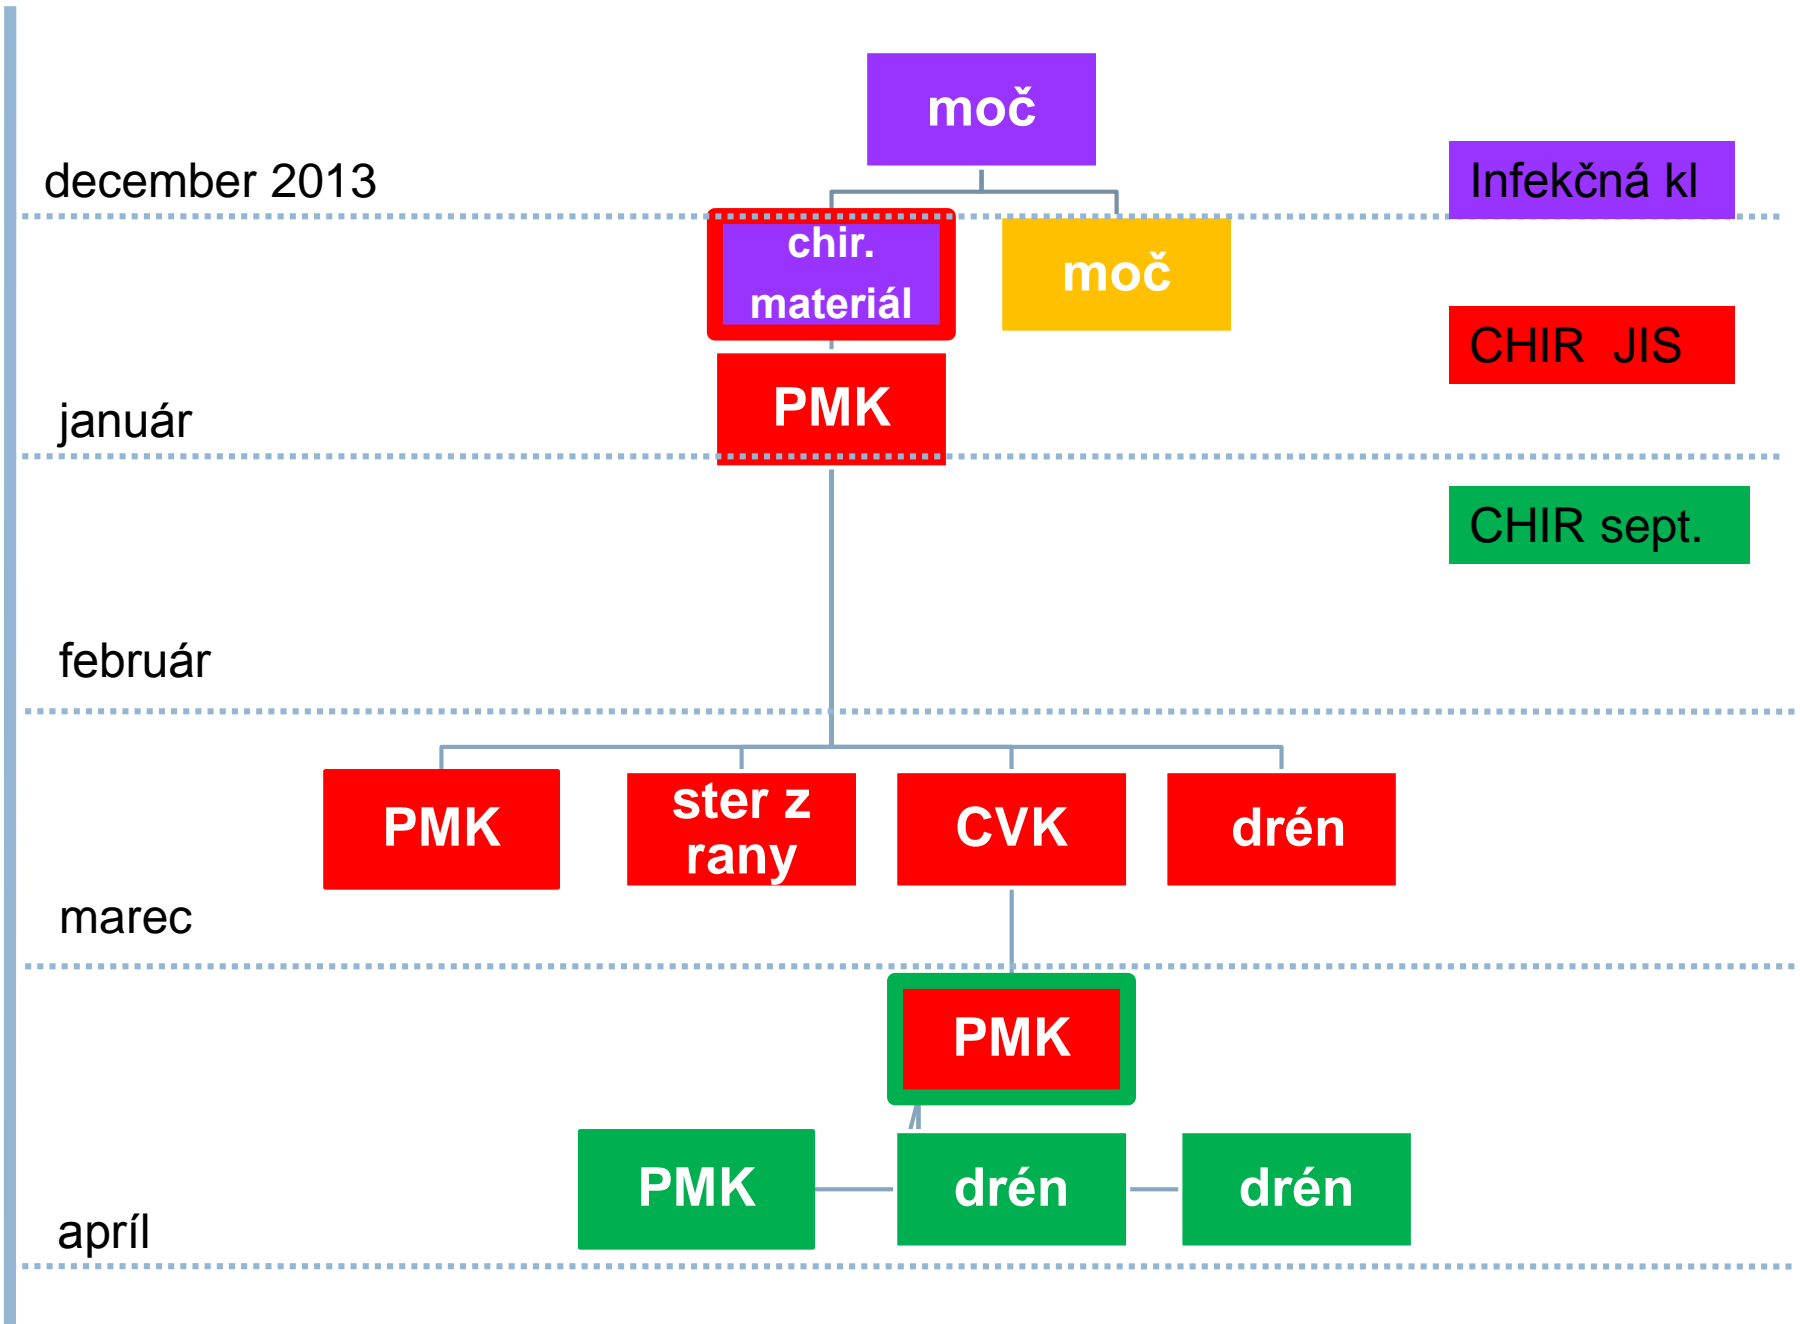 moč
december 2013
Infekčná kl
chir.
materiál
moč
CHIR  JIS
PMK
január
CHIR sept.
február
PMK
ster z
rany
CVK
drén
marec
PMK
PMK
drén
drén
apríl